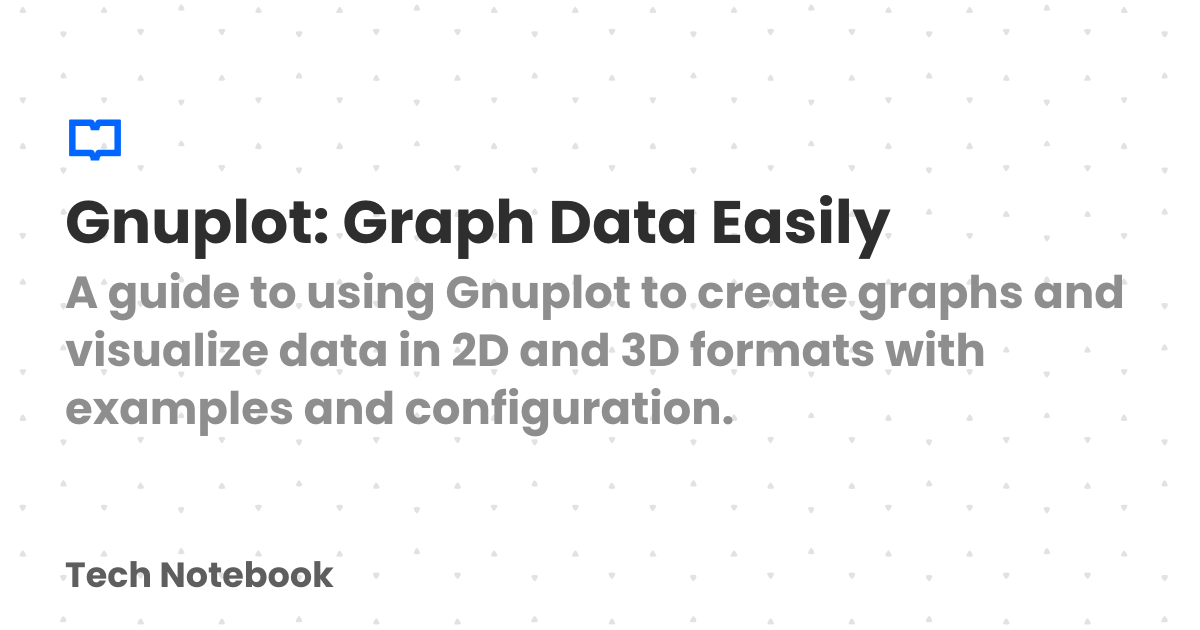 Gnuplot: Graph Data Easily
A guide to using Gnuplot to create graphs and
visualize data in 2D and 3D formats with
examples and configuration.
Tech Notebook